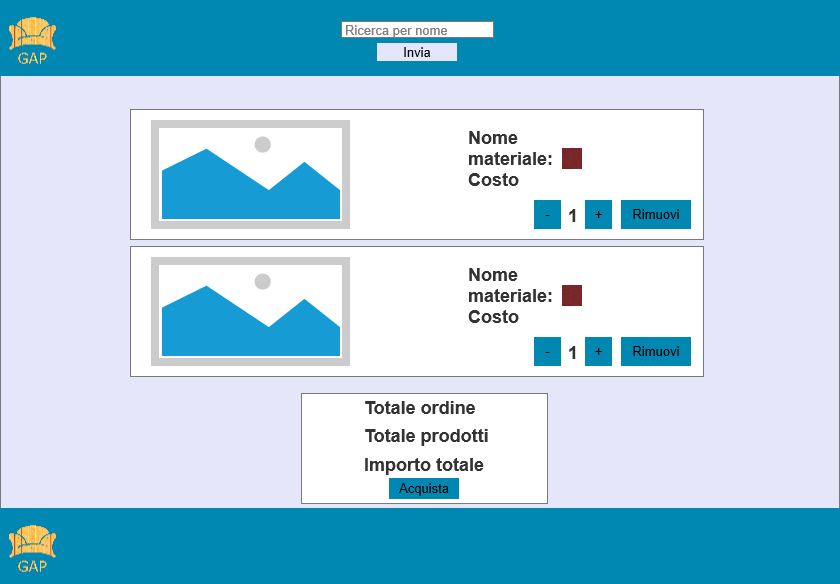 GAP
Ricerca per nome
Invia
Nome
materiale:
Costo
- 1 + Rimuovi
Nome
materiale:
Costo
- 1 + Rimuovi
Totale ordine
Totale prodotti
Importo totale
Acquista
GAP